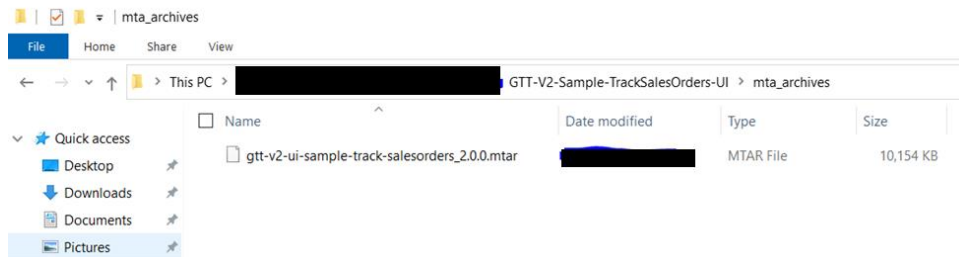 mta_archives
File Home Share View
This PC > GTT-V2-Sample-TrackSalesOrders-UI > mta_archives
Name Date modified Type Size
Quick access
gtt-v2-ui-sample-track-salesorders_2.0.0.mtar MTAR File 10,154 KB
Desktop
Downloads
Documents
Pictures